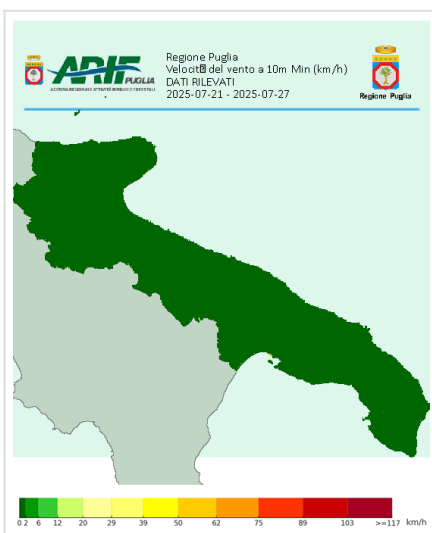 ARIF
PUGLIA
AGENZIA REGIONALE ATTIVITÀ IRRIGUE E FORESTALI
Regione Puglia
Velocit� del vento a 10m Min (km/h)
DATI RILEVATI
2025-07-21 - 2025-07-27
Regione Puglia
0 2 6 12 20 29 39 50 62 75 89 103 >=117 km/h